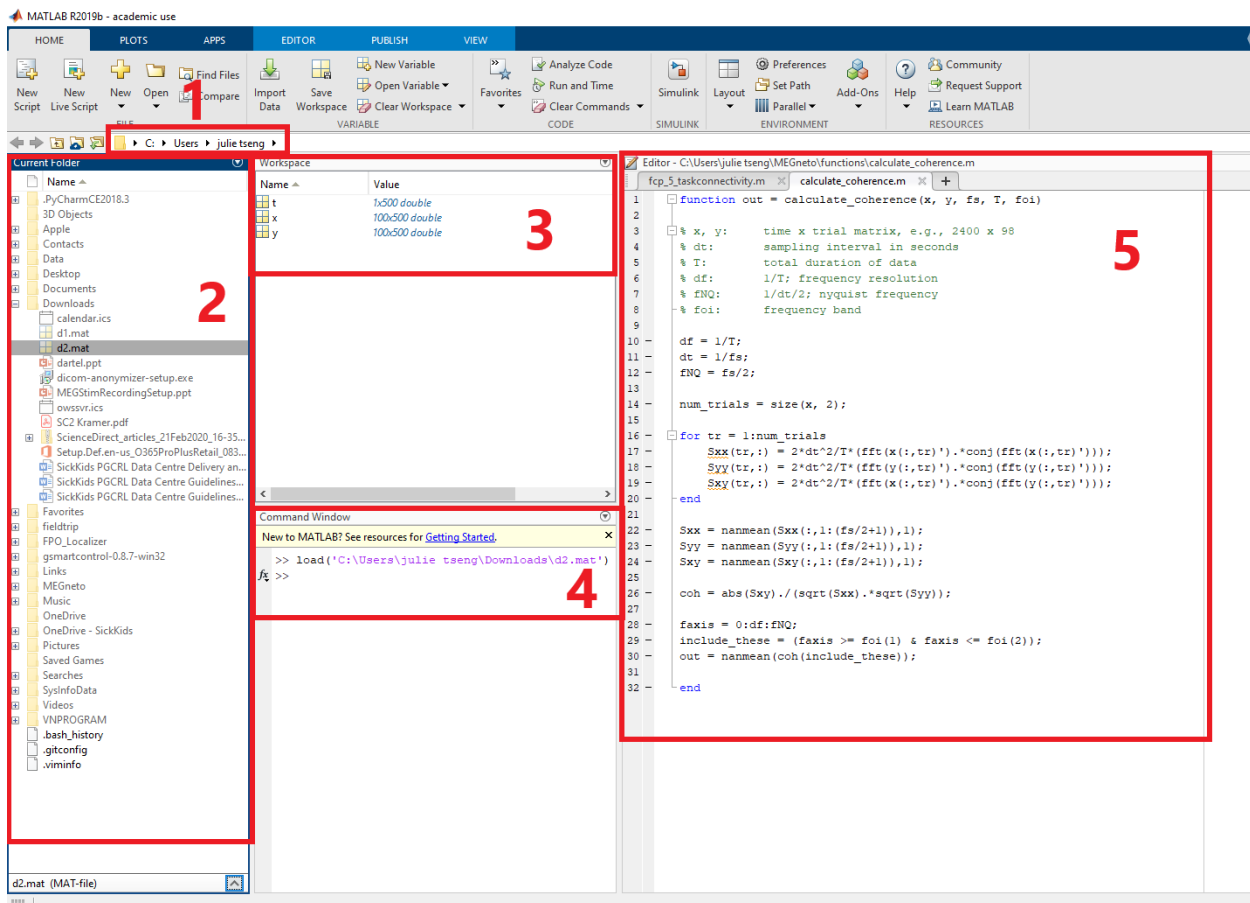 MATLAB R2019b - academic use
HOME PLOTS APPS EDITOR PUBLISH VIEW
New Script
New Live Script
New
Open
Find Files
Compare
FILE
Import Data
Save Workspace
New Variable
Open Variable
Clear Workspace
VARIABLE
Favorites
Analyze Code
Run and Time
Clear Commands
CODE
Simulink
SIMULINK
Layout
Preferences
Set Path
Parallel
Add-Ons
ENVIRONMENT
Help
Community
Request Support
Learn MATLAB
RESOURCES
1
C: Users julie tseng
Current Folder
Name
.PyCharmCE2018.3
3D Objects
Apple
Contacts
Data
Desktop
Documents
Downloads
calendar.ics
d1.mat
d2.mat
dartel.ppt
dicom-anonymizer-setup.exe
MEGStimRecordingSetup.ppt
owssvr.ics
SC2 Kramer.pdf
ScienceDirect_articles_21Feb2020_16-35...
Setup.Def.en-us_O365ProPlusRetail_083...
SickKids PGCRL Data Centre Delivery an...
SickKids PGCRL Data Centre Guidelines...
SickKids PGCRL Data Centre Guidelines...
Favorites
fieldtrip
FPO_Localizer
gsmartcontrol-0.8.7-win32
Links
MEGneto
Music
OneDrive
OneDrive - SickKids
Pictures
Saved Games
Searches
SysInfoData
Videos
VNPROGRAM
.bash_history
.gitconfig
.viminfo
2
d2.mat (MAT-file)
Workspace
Name Value
t 1x500 double
x 100x500 double
y 100x500 double
3
Command Window
New to MATLAB? See resources for Getting Started.
>> load('C:\Users\julie tseng\Downloads\d2.mat')
fx >>
4
Editor - C:\Users\julie tseng\MEGneto\functions\calculate_coherence.m
fcp_5_taskconnectivity.m calculate_coherence.m +
1 function out = calculate_coherence(x, y, fs, T, foi)
2
3 % x, y: time x trial matrix, e.g., 2400 x 98
4 % dt: sampling interval in seconds
5 % T: total duration of data
6 % df: 1/T; frequency resolution
7 % fNQ: 1/dt/2; nyquist frequency
8 % foi: frequency band
9
10 - df = 1/T;
11 - dt = 1/fs;
12 - fNQ = fs/2;
13
14 - num_trials = size(x, 2);
15
16 - for tr = 1:num_trials
17 - Sxx(tr,:) = 2*dt^2/T*(fft(x(:,tr)').*conj(fft(x(:,tr)')));
18 - Syy(tr,:) = 2*dt^2/T*(fft(y(:,tr)').*conj(fft(y(:,tr)')));
19 - Sxy(tr,:) = 2*dt^2/T*(fft(x(:,tr)').*conj(fft(y(:,tr)')));
20 - end
21
22 - Sxx = nanmean(Sxx(:,1:(fs/2+1)),1);
23 - Syy = nanmean(Syy(:,1:(fs/2+1)),1);
24 - Sxy = nanmean(Sxy(:,1:(fs/2+1)),1);
25
26 - coh = abs(Sxy)./(sqrt(Sxx).*sqrt(Syy));
27
28 - faxis = 0:df:fNQ;
29 - include_these = (faxis >= foi(1) & faxis <= foi(2));
30 - out = nanmean(coh(include_these));
31
32 - end
5